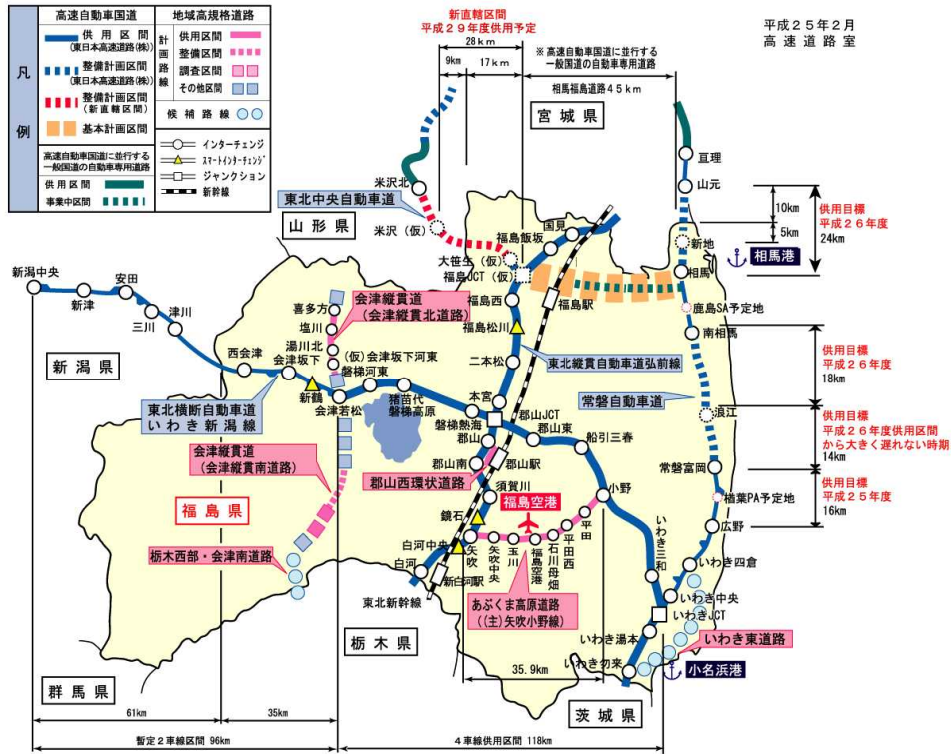 凡例
高速自動車国道
供用区間
(東日本高速道路(株))
整備計画区間
(東日本高速道路(株))
整備計画区間
(新直轄区間)
基本計画区間
高速自動車国道に並行する
一般国道の自動車専用道路
供用区間
事業中区間
地域高規格道路
計画路線
供用区間
整備区間
調査区間
その他区間
候補路線
インターチェンジ
スマートインターチェンジ
ジャンクション
新幹線
新直轄区間
平成29年度供用予定
28km
9km
17km
※高速自動車国道に並行する
一般国道の自動車専用道路
相馬福島道路45km
平成25年2月
高速道路室
宮城県
山形県
新潟県
福島県
群馬県
栃木県
茨城県
米沢北
東北中央自動車道
米沢(仮)
大笹生(仮)
福島JCT(仮)
福島飯坂
国見
福島西
福島駅
福島松川
二本松
東北縦貫自動車道弘前線
本宮
郡山JCT
郡山東
船引三春
磐梯熱海
郡山
郡山駅
郡山南
郡山西環状道路
須賀川
鏡石
福島空港
小野
白河中央
白河
新白河駅
東北新幹線
矢吹
矢吹中央
玉川
福島空港
石川母畑
平田西
平田
あぶくま高原道路
((主)矢吹小野線)
35.9km
新潟中央
新津
安田
三川
津川
西会津
会津坂下
新鶴
会津若松
東北横断自動車道
いわき新潟線
喜多方
塩川
湯川北
(仮)会津坂下河東
磐梯河東
猪苗代
磐梯高原
会津縦貫道
(会津縦貫北道路)
会津縦貫道
(会津縦貫南道路)
栃木西部・会津南道路
亘理
山元
新地
相馬
相馬港
鹿島SA予定地
南相馬
常磐自動車道
浪江
常磐富岡
楢葉PA予定地
広野
いわき四倉
いわき三和
いわき中央
いわきJCT
いわき湯本
いわき東道路
いわき勿来
小名浜港
10km
5km
供用目標
平成26年度
24km
供用目標
平成26年度
18km
供用目標
平成26年度供用区間
から大きく遅れない時期
14km
供用目標
平成25年度
16km
61km
35km
暫定2車線区間 96km
4車線供用区間 118km